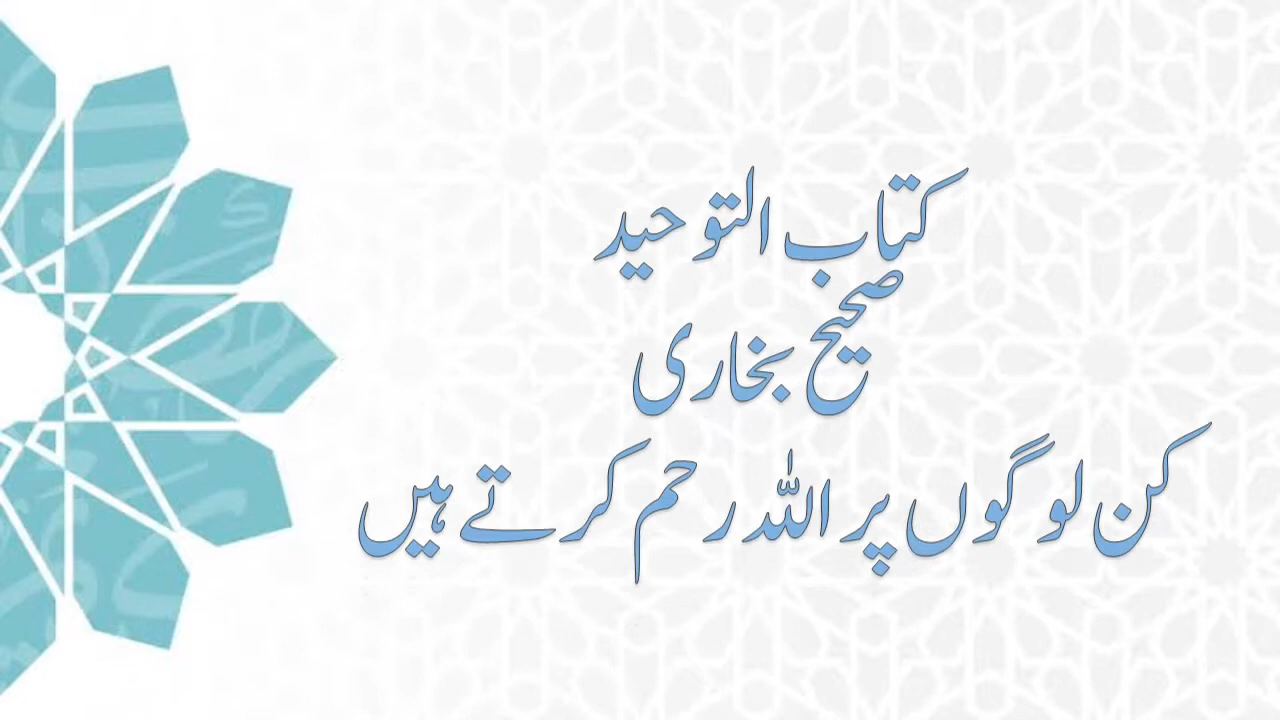 کتاب التوحید
صحیح بخاری
کن لوگوں پر اللہ رحم کرتے ہیں